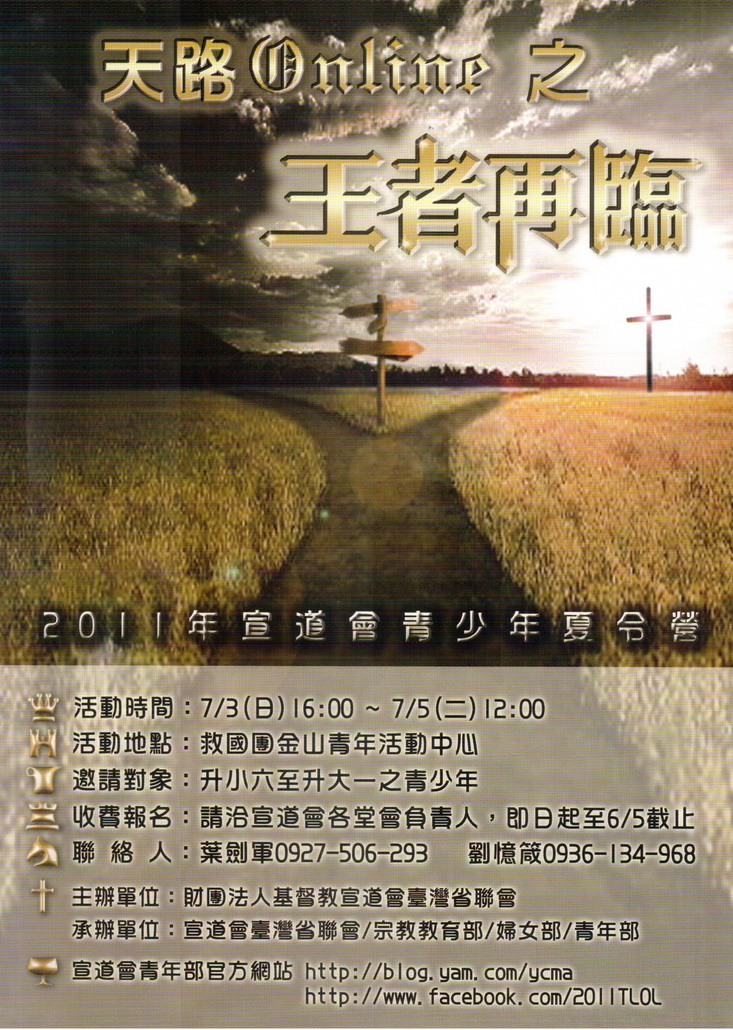 天路Online 之
王者再臨
2011年宣道會青少年夏令營
活動時間：7/3(日)16:00 ~ 7/5(二)12:00
活動地點：救國團金山青年活動中心
邀請對象：升小六至升大一之青少年
收費報名：請洽宣道會各堂會負責人，即日起至6/5截止
聯 絡 人：葉劍軍0927-506-293 劉憶箴0936-134-968
主辦單位：財團法人基督教宣道會臺灣省聯會
承辦單位：宣道會臺灣省聯會/宗教教育部/婦女部/青年部
宣道會青年部官方網站 http://blog.yam.com/ycma
http://www.facebook.com/2011TLOL